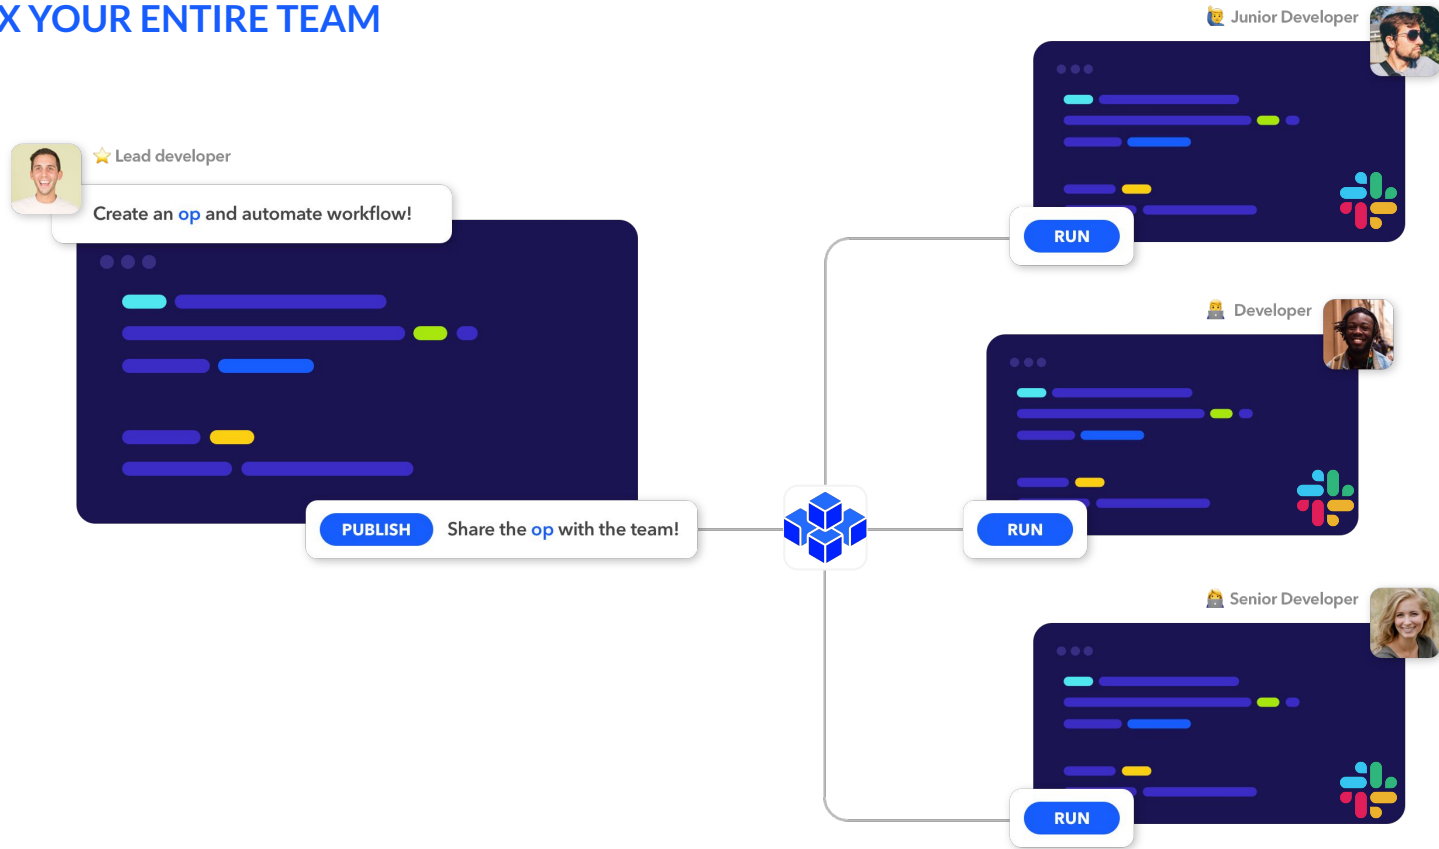 X YOUR ENTIRE TEAM
Lead developer
Create an op and automate workflow!
PUBLISH Share the op with the team!
Junior Developer
RUN
Developer
RUN
Senior Developer
RUN